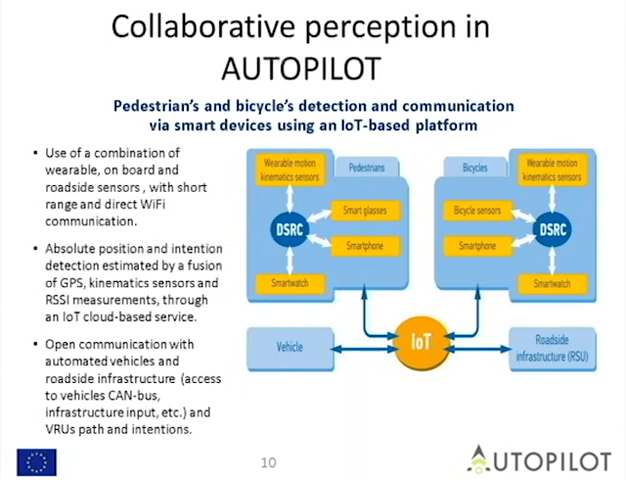 Collaborative perception in
AUTOPILOT
Pedestrian's and bicycle's detection and communication
via smart devices using an IoT-based platform
• Use of a combination of
wearable, on board and
roadside sensors , with short
range and direct WiFi
communication.
• Absolute position and intention
detection estimated by a fusion
of GPS, kinematics sensors and
RSSI measurements, through
an IoT cloud-based service.
• Open communication with
automated vehicles and
roadside infrastructure (access
to vehicles CAN-bus,
infrastructure input, etc.) and
VRUs path and intentions.
Wearable motion
kinematics sensors
Pedestrians
DSRC
Smart glasses
Smartphone
Smartwatch
Bicycles
Wearable motion
kinematics sensors
Bicycle sensors
DSRC
Smartphone
Smartwatch
Vehicle
IoT
Roadside
infrastructure (RSU)
10
AUTOPILOT